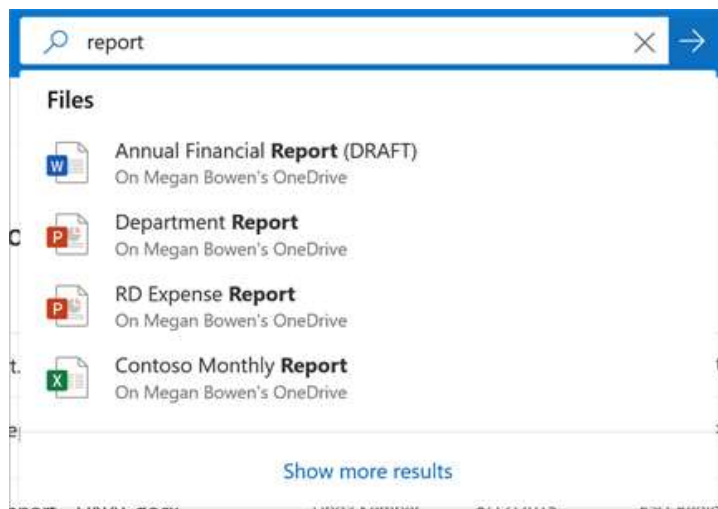 report
Files
Annual Financial Report (DRAFT)
On Megan Bowen's OneDrive
Department Report
On Megan Bowen's OneDrive
RD Expense Report
On Megan Bowen's OneDrive
Contoso Monthly Report
On Megan Bowen's OneDrive
Show more results